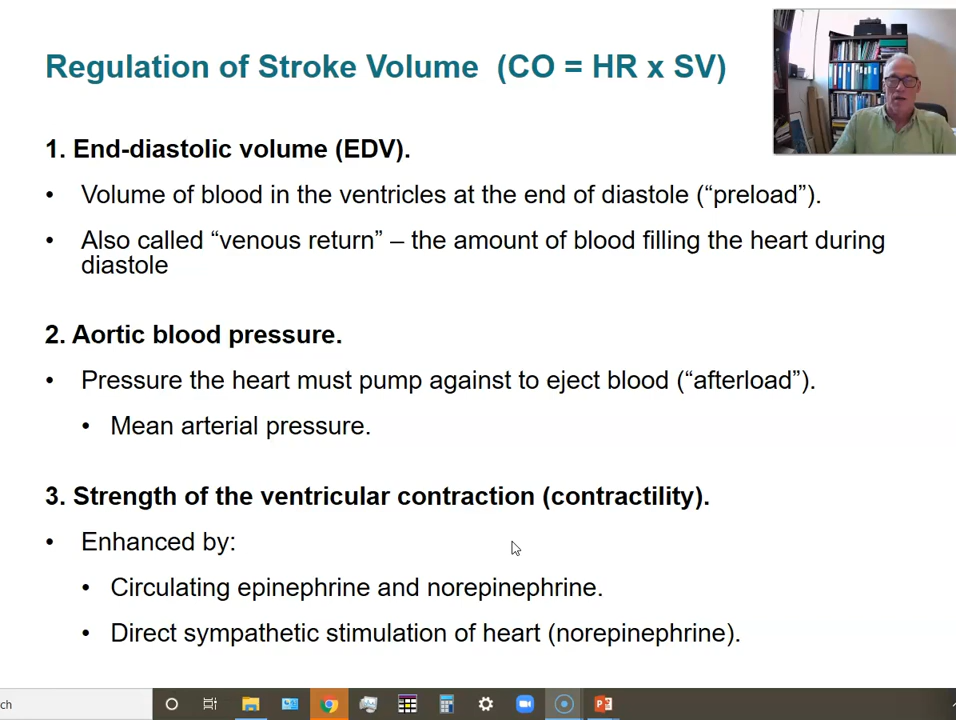 Regulation of Stroke Volume (CO = HR x SV)
1. End-diastolic volume (EDV).
• Volume of blood in the ventricles at the end of diastole (“preload”).
• Also called “venous return” – the amount of blood filling the heart during
diastole
2. Aortic blood pressure.
• Pressure the heart must pump against to eject blood (“afterload”).
• Mean arterial pressure.
3. Strength of the ventricular contraction (contractility).
• Enhanced by:
• Circulating epinephrine and norepinephrine.
• Direct sympathetic stimulation of heart (norepinephrine).
ch